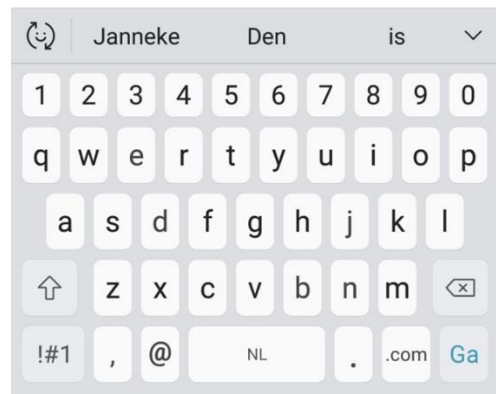 Janneke Den is
1 2 3 4 5 6 7 8 9 0
q w e r t y u i o p
a s d f g h j k l
z x c v b n m
!#1 , @ NL . .com Ga